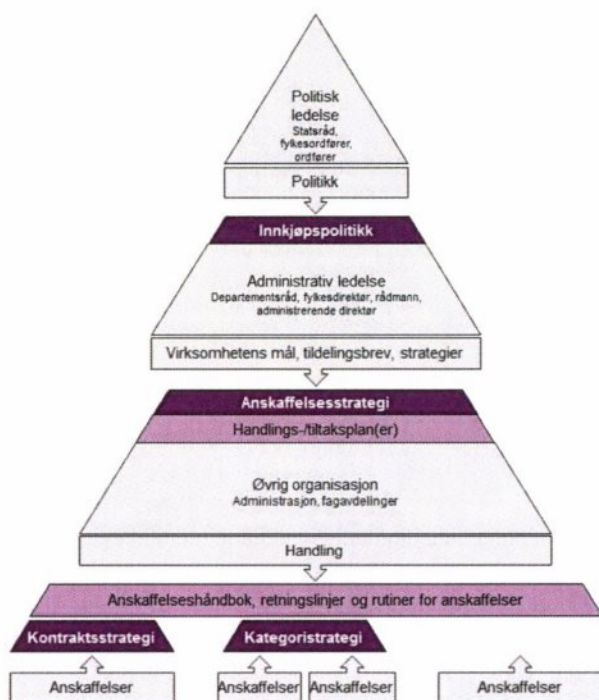 Politisk
ledelse
Statsråd,
fylkesordfører,
ordfører
Politikk
Innkjøpspolitikk
Administrativ ledelse
Departementsråd, fylkesdirektør, rådmann,
administrerende direktør
Virksomhetens mål, tildelingsbrev, strategier
Anskaffelsesstrategi
Handlings-/tiltaksplan(er)
Øvrig organisasjon
Administrasjon, fagavdelinger
Handling
Anskaffelseshåndbok, retningslinjer og rutiner for anskaffelser
Kontraktsstrategi Kategoristrategi
Anskaffelser Anskaffelser Anskaffelser Anskaffelser